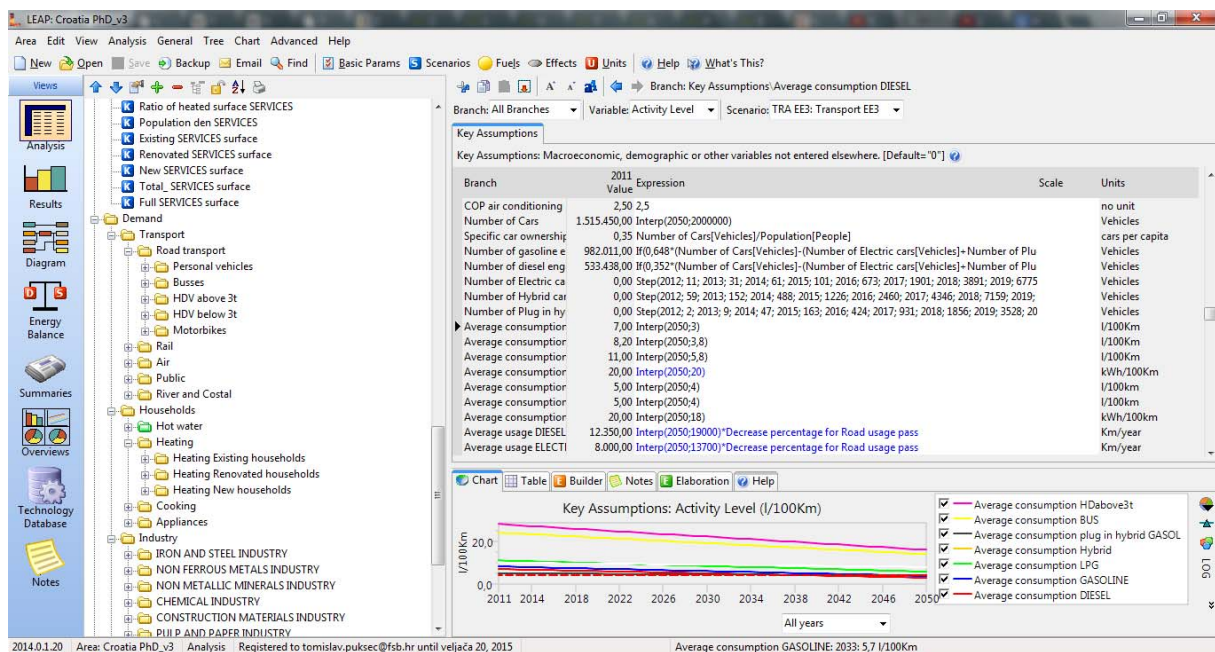 LEAP: Croatia PhD_v3
Area Edit View Analysis General Tree Chart Advanced Help
New Open Save Backup Email Find Basic Params S Scenarios Fuels Effects U Units Help What's This?
Views
Analysis
Results
Diagram
Energy
Balance
Summaries
Overviews
Technology
Database
Notes
K Ratio of heated surface SERVICES
K Population den SERVICES
K Existing SERVICES surface
K Renovated SERVICES surface
K New SERVICES surface
K Total_ SERVICES surface
K Full SERVICES surface
Demand
Transport
Road transport
Personal vehicles
Busses
HDV above 3t
HDV below 3t
Motorbikes
Rail
Air
Public
River and Costal
Households
Hot water
Heating
Heating Existing households
Heating Renovated households
Heating New households
Cooking
Appliances
Industry
IRON AND STEEL INDUSTRY
NON FERROUS METALS INDUSTRY
NON METALLIC MINERALS INDUSTRY
CHEMICAL INDUSTRY
CONSTRUCTION MATERIALS INDUSTRY
PULP AND PAPER INDUSTRY
Branch: Key Assumptions\Average consumption DIESEL
Branch: All Branches Variable: Activity Level Scenario: TRA EE3: Transport EE3
Key Assumptions
Key Assumptions: Macroeconomic, demographic or other variables not entered elsewhere. [Default="0"]
Branch 2011 Value Expression Scale Units
COP air conditioning 2,50 2,5 no unit
Number of Cars 1.515.450,00 Interp(2050;2000000) Vehicles
Specific car ownership 0,35 Number of Cars[Vehicles]/Population[People] cars per capita
Number of gasoline e 982.011,00 If(0,648*(Number of Cars[Vehicles]-(Number of Electric cars[Vehicles]+Number of Plu Vehicles
Number of diesel eng 533.438,00 If(0,352*(Number of Cars[Vehicles]-(Number of Electric cars[Vehicles]+Number of Plu Vehicles
Number of Electric ca 0,00 Step(2012; 11; 2013; 31; 2014; 61; 2015; 101; 2016; 673; 2017; 1901; 2018; 3891; 2019; 6775 Vehicles
Number of Hybrid car 0,00 Step(2012; 59; 2013; 152; 2014; 488; 2015; 1226; 2016; 2460; 2017; 4346; 2018; 7159; 2019; Vehicles
Number of Plug in hy 0,00 Step(2012; 2; 2013; 9; 2014; 47; 2015; 163; 2016; 424; 2017; 931; 2018; 1856; 2019; 3528; 20 Vehicles
Average consumption 7,00 Interp(2050;3) l/100Km
Average consumption 8,20 Interp(2050;3,8) l/100Km
Average consumption 11,00 Interp(2050;5,8) l/100Km
Average consumption 20,00 Interp(2050;20) kWh/100Km
Average consumption 5,00 Interp(2050;4) l/100km
Average consumption 5,00 Interp(2050;4) l/100km
Average consumption 20,00 Interp(2050;18) kWh/100km
Average usage DIESEL 12.350,00 Interp(2050;19000)*Decrease percentage for Road usage pass Km/year
Average usage ELECTI 8.000,00 Interp(2050;13700)*Decrease percentage for Road usage pass Km/year
Chart Table Builder Notes Elaboration Help
Key Assumptions: Activity Level (l/100Km)
l/100Km
20,0
0,0
2011 2014 2018 2022 2026 2030 2034 2038 2042 2046 2050
All years
Average consumption HDabove3t
Average consumption BUS
Average consumption plug in hybrid GASOL
Average consumption Hybrid
Average consumption LPG
Average consumption GASOLINE
Average consumption DIESEL
LOG
2014.0.1.20 Area: Croatia PhD_v3 Analysis Registered to tomislav.puksec@fsb.hr until veljača 20, 2015 Average consumption GASOLINE: 2033: 5,7 l/100Km